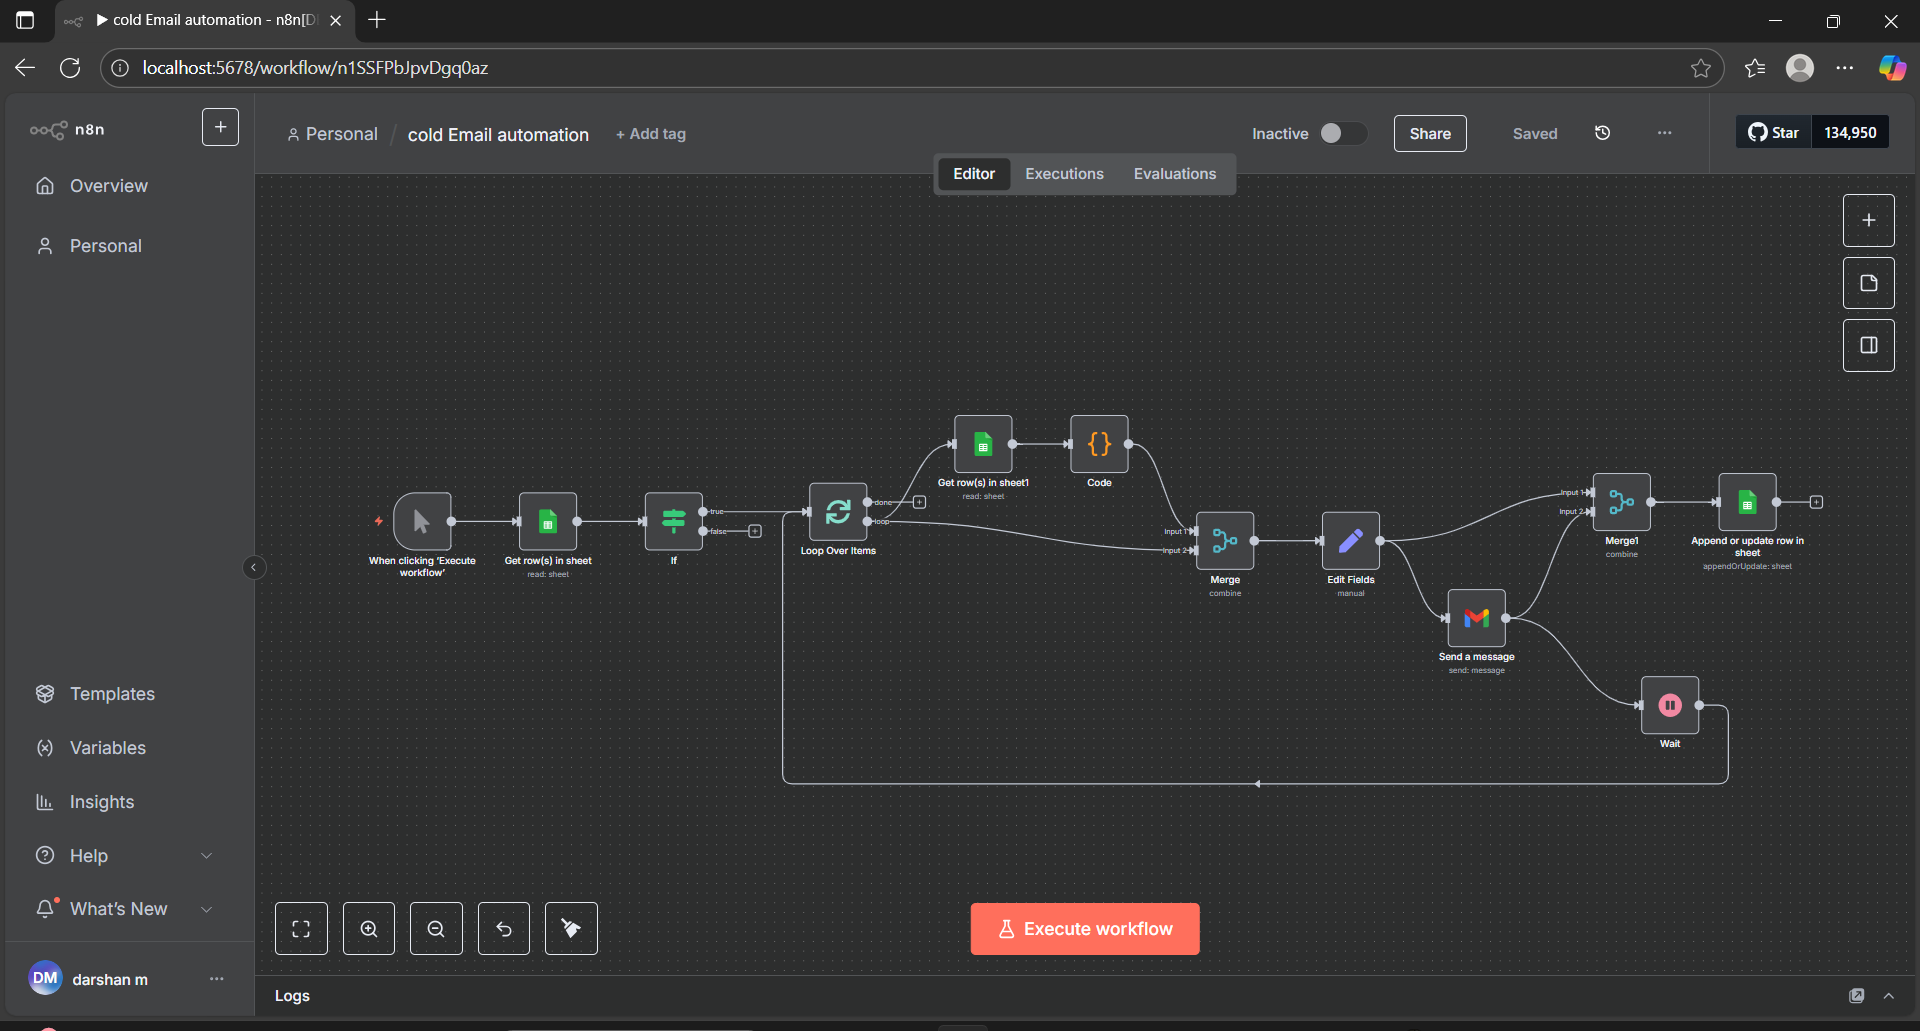 cold Email automation - n8n[D
localhost:5678/workflow/n1SSFPbJpvDgq0az
n8n
Personal / cold Email automation + Add tag
Inactive
Share
Saved
Star 134,950
Editor Executions Evaluations
Overview
Personal
Templates
Variables
Insights
Help
What's New
DM darshan m
When clicking 'Execute
workflow'
Get row(s) in sheet
read: sheet
If
true
false
Loop Over Items
done
loop
Get row(s) in sheet1
read: sheet
Code
Input 1
Input 2
Merge
combine
Edit Fields
manual
Send a message
send: message
Input 1
Input 2
Merge1
combine
Append or update row in
sheet
appendOrUpdate: sheet
Wait
Execute workflow
Logs